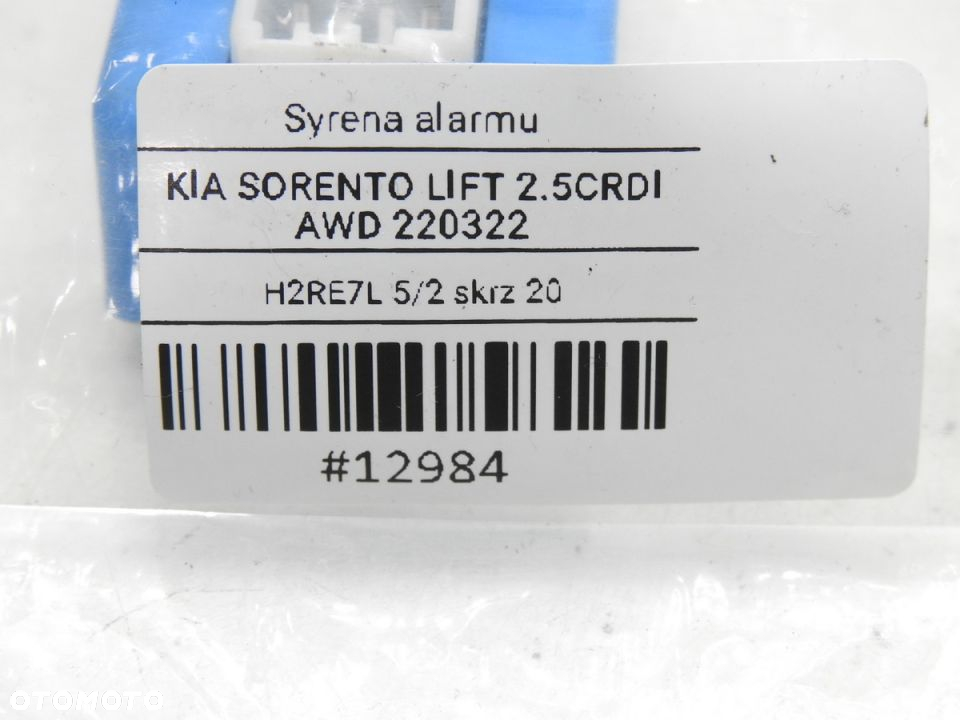 Syrena alarmu
KIA SORENTO LIFT 2.5CRDI
AWD 220322
H2RE7L 5/2 skrz 20
#12984
OTOMOTO